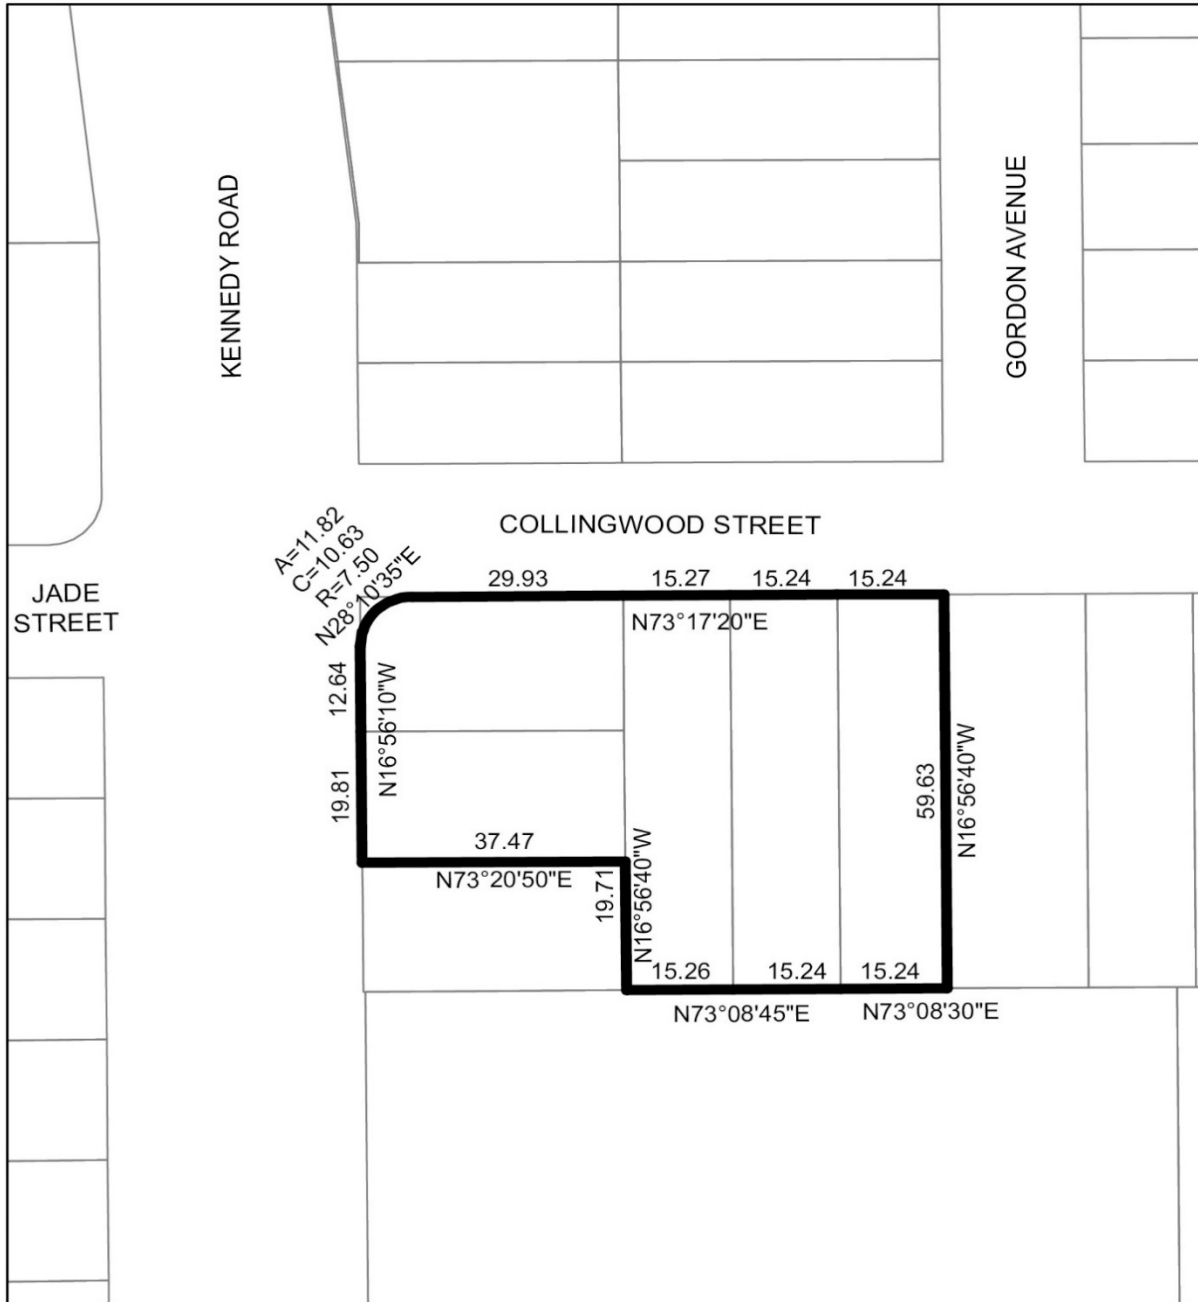 KENNEDY ROAD
GORDON AVENUE
COLLINGWOOD STREET
JADE
STREET
A=11.82
C=10.63
R=7.50
N28°10'35"E
29.93
15.27
15.24
15.24
N73°17'20"E
12.64
N16°56'10"W
19.81
59.63
N16°56'40"W
37.47
N73°20'50"E
19.71
N16°56'40"W
15.26
15.24
15.24
N73°08'45"E
N73°08'30"E